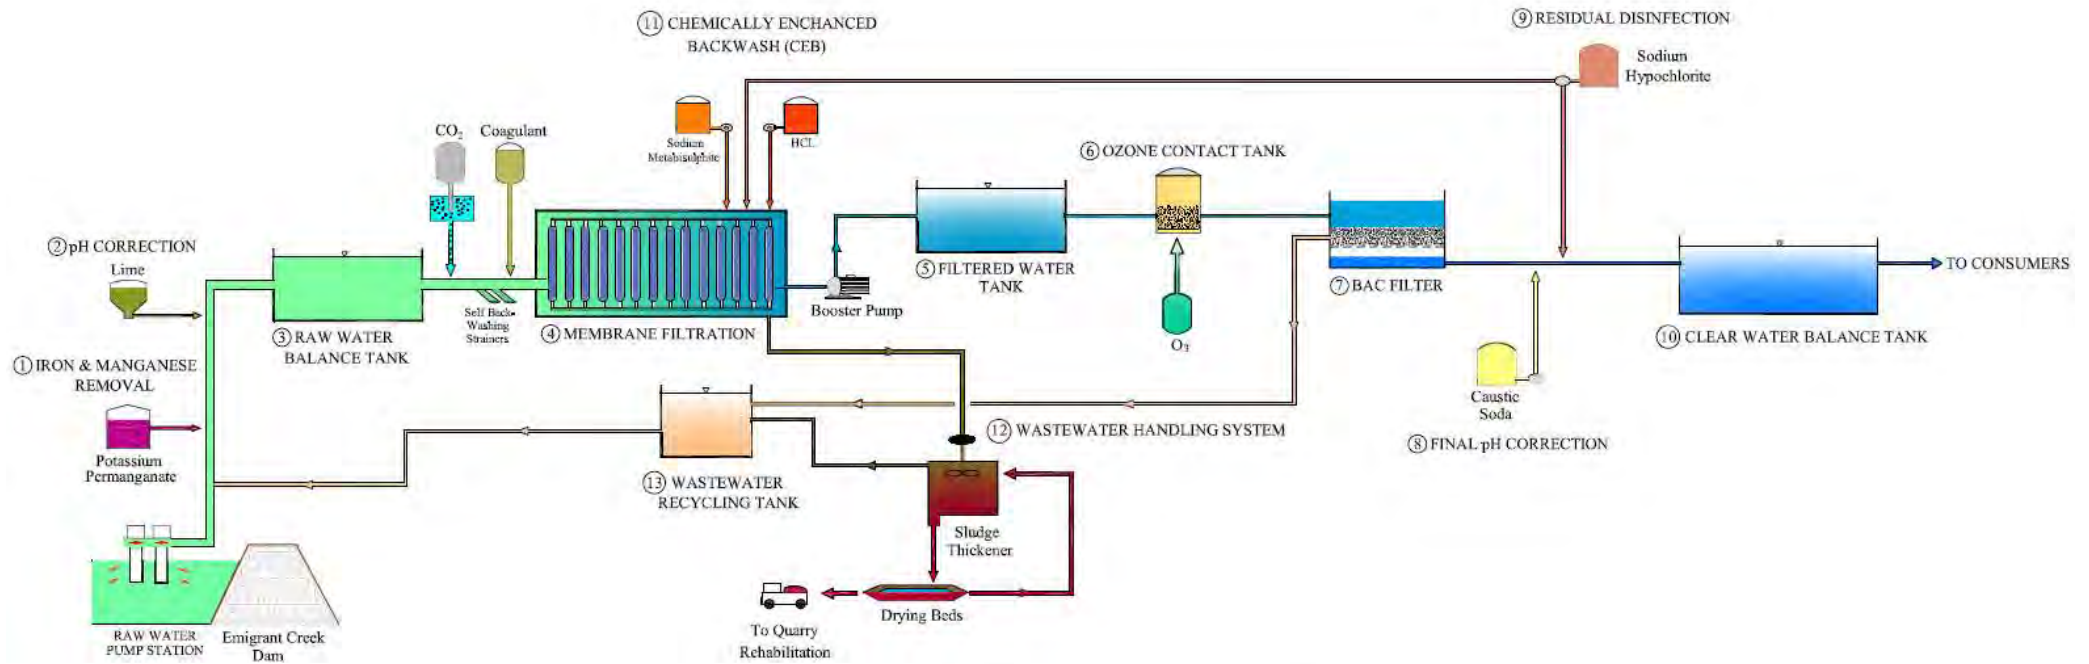 ⑪ CHEMICALLY ENCHANCED
BACKWASH (CEB)
⑨ RESIDUAL DISINFECTION
Sodium
Hypochlorite
CO₂
Coagulant
Sodium
Metabisulphite
HCL
⑥ OZONE CONTACT TANK
② pH CORRECTION
Lime
Self Back-
Washing
Strainers
③ RAW WATER
BALANCE TANK
④ MEMBRANE FILTRATION
Booster Pump
⑤ FILTERED WATER
TANK
O₃
⑦ BAC FILTER
TO CONSUMERS
⑩ CLEAR WATER BALANCE TANK
① IRON & MANGANESE
REMOVAL
Potassium
Permanganate
Caustic
Soda
⑧ FINAL pH CORRECTION
⑫ WASTEWATER HANDLING SYSTEM
⑬ WASTEWATER
RECYCLING TANK
Sludge
Thickener
Drying Beds
To Quarry
Rehabilitation
RAW WATER
PUMP STATION
Emigrant Creek
Dam